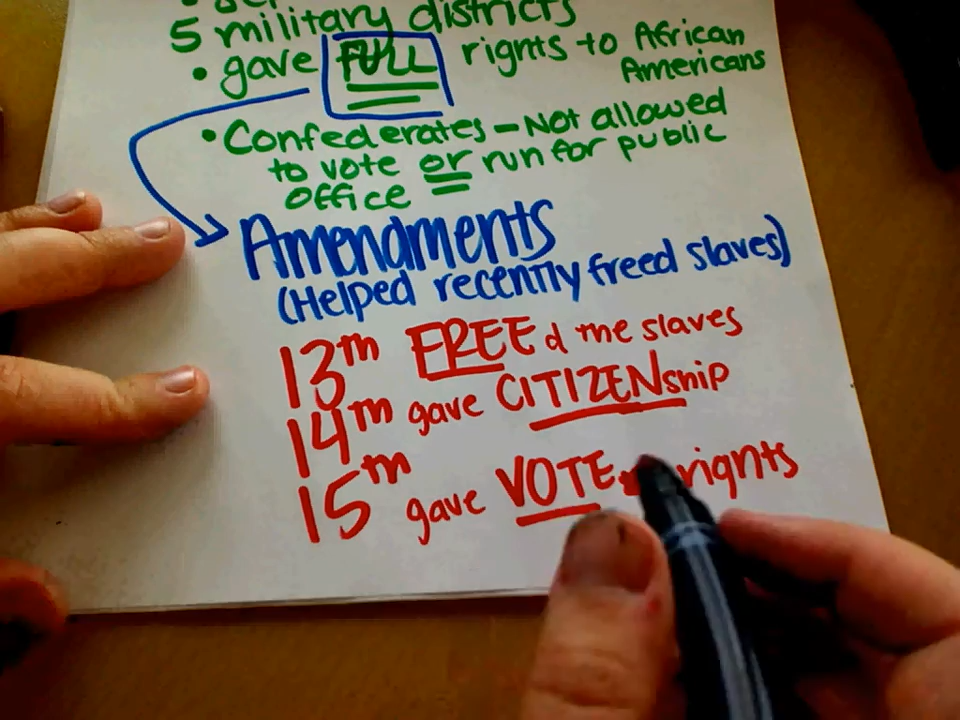 5 military districts
• gave FULL rights to African Americans
• Confederates - Not allowed
to vote or run for public
office
Amendments
(Helped recently freed slaves)
13th FREEd the slaves
14th gave CITIZENship
15th gave VOTE rights